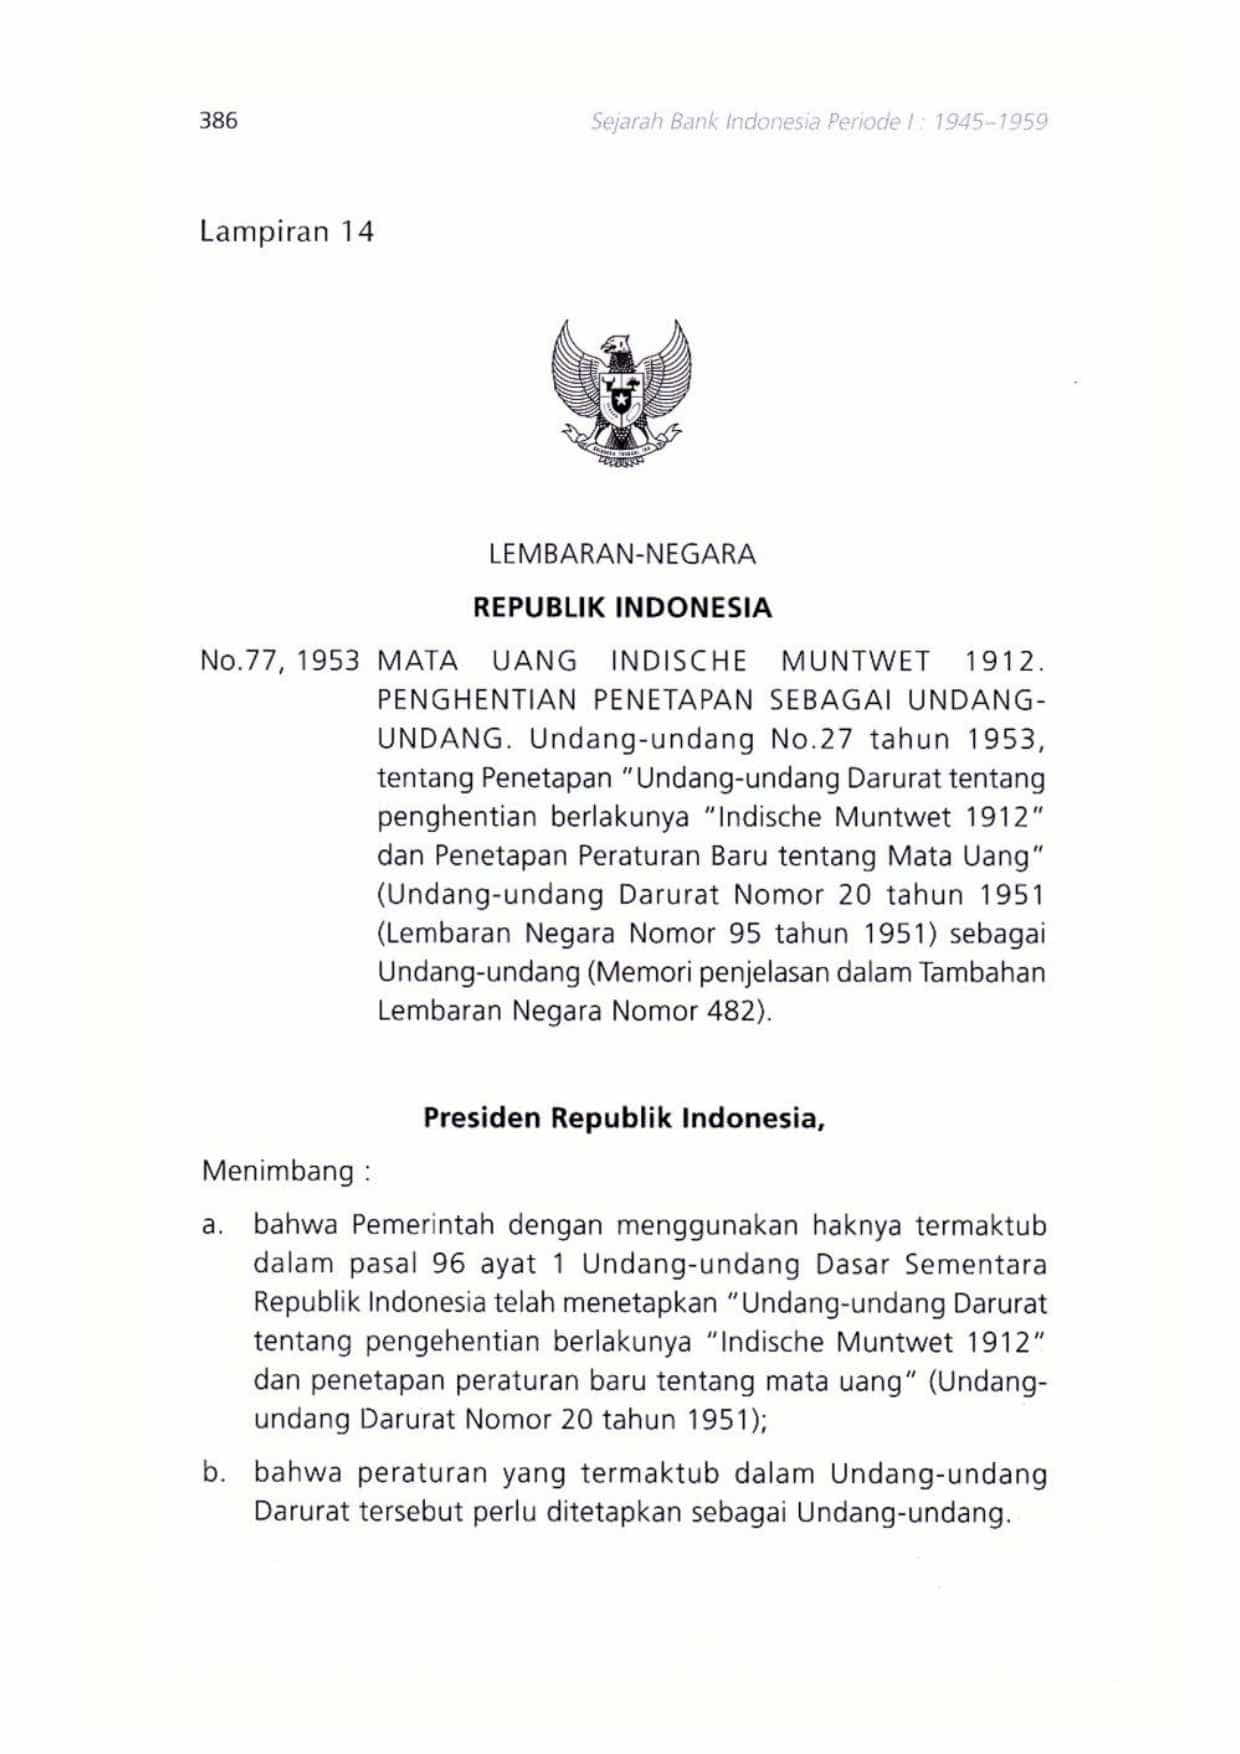 386
Sejarah Bank Indonesia Periode I : 1945–1959
Lampiran 14
LEMBARAN-NEGARA
REPUBLIK INDONESIA
No.77, 1953 MATA UANG INDISCHE MUNTWET 1912.
PENGHENTIAN PENETAPAN SEBAGAI UNDANG-
UNDANG. Undang-undang No.27 tahun 1953,
tentang Penetapan "Undang-undang Darurat tentang
penghentian berlakunya "Indische Muntwet 1912"
dan Penetapan Peraturan Baru tentang Mata Uang"
(Undang-undang Darurat Nomor 20 tahun 1951
(Lembaran Negara Nomor 95 tahun 1951) sebagai
Undang-undang (Memori penjelasan dalam Tambahan
Lembaran Negara Nomor 482).
Presiden Republik Indonesia,
Menimbang :
a. bahwa Pemerintah dengan menggunakan haknya termaktub
dalam pasal 96 ayat 1 Undang-undang Dasar Sementara
Republik Indonesia telah menetapkan "Undang-undang Darurat
tentang pengehentian berlakunya "Indische Muntwet 1912"
dan penetapan peraturan baru tentang mata uang" (Undang-
undang Darurat Nomor 20 tahun 1951);
b. bahwa peraturan yang termaktub dalam Undang-undang
Darurat tersebut perlu ditetapkan sebagai Undang-undang.